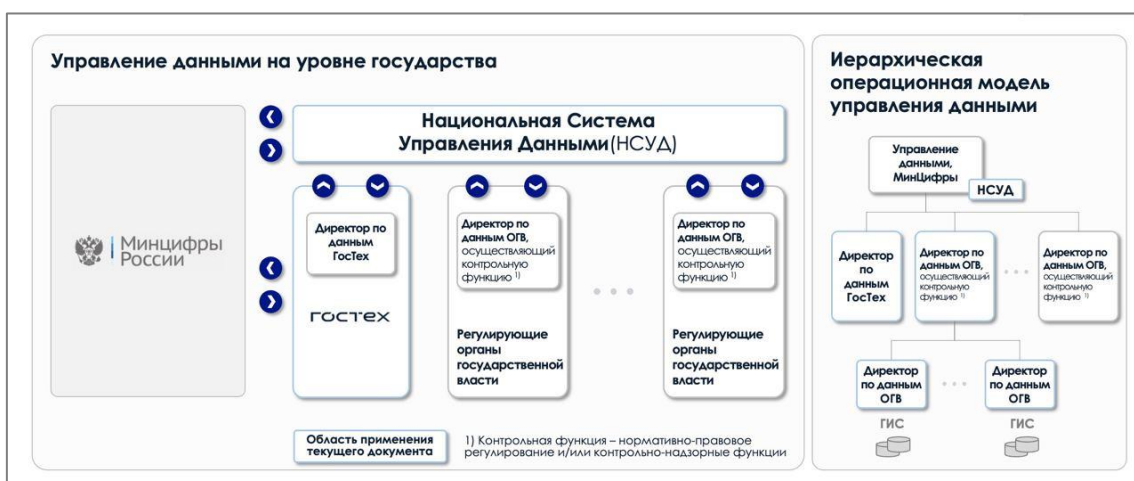 Управление данными на уровне государства
Минцифры
России
Национальная Система
Управления Данными(НСУД)
Директор по
данным
ГосТех
ГОСТЕХ
Директор по
данным ОГВ,
осуществляющий
контрольную
функцию 1)
Регулирующие
органы
государственной
власти
Директор по
данным ОГВ,
осуществляющий
контрольную
функцию 1)
Регулирующие
органы
государственной
власти
Область применения
текущего документа
1) Контрольная функция – нормативно-правовое
регулирование и/или контрольно-надзорные функции
Иерархическая
операционная модель
управления данными
Управление
данными,
МинЦифры
НСУД
Директор
по
данным
ГосТех
Директор по
данным ОГВ,
осуществляющий
контрольную
функцию 1)
Директор по
данным ОГВ,
осуществляющий
контрольную
функцию 1)
Директор
по данным
ОГВ
ГИС
Директор
по данным
ОГВ
ГИС